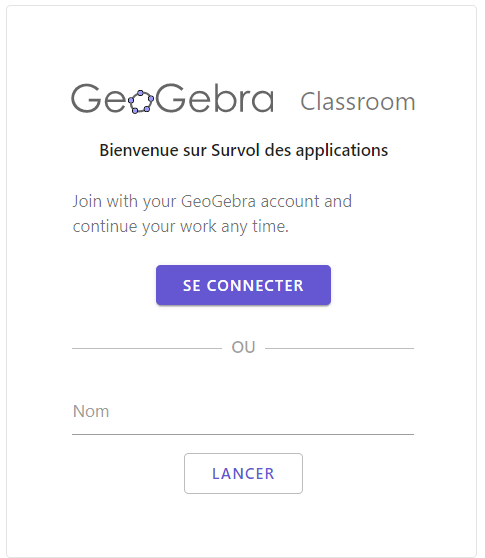 GeoGebra Classroom
Bienvenue sur Survol des applications
Join with your GeoGebra account and
continue your work any time.
SE CONNECTER
OU
Nom
LANCER